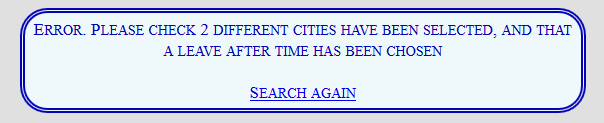 Error. Please check 2 different cities have been selected, and that
a leave after time has been chosen
Search again